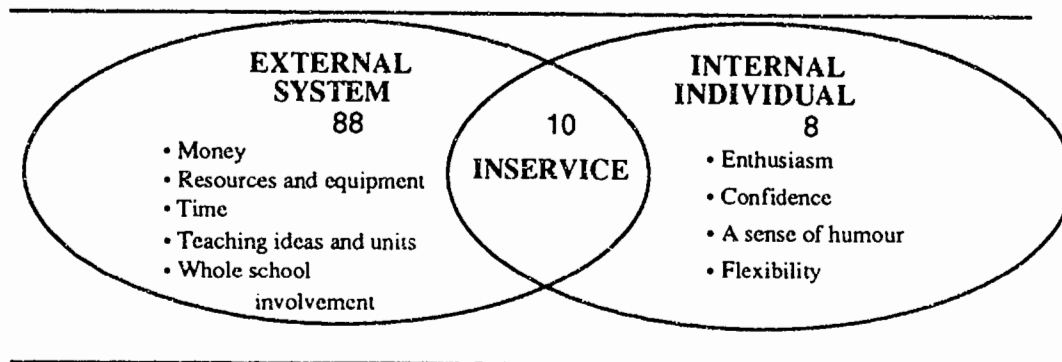 EXTERNAL
SYSTEM
88
• Money
• Resources and equipment
• Time
• Teaching ideas and units
• Whole school
involvement
10
INSERVICE
INTERNAL
INDIVIDUAL
8
• Enthusiasm
• Confidence
• A sense of humour
• Flexibility